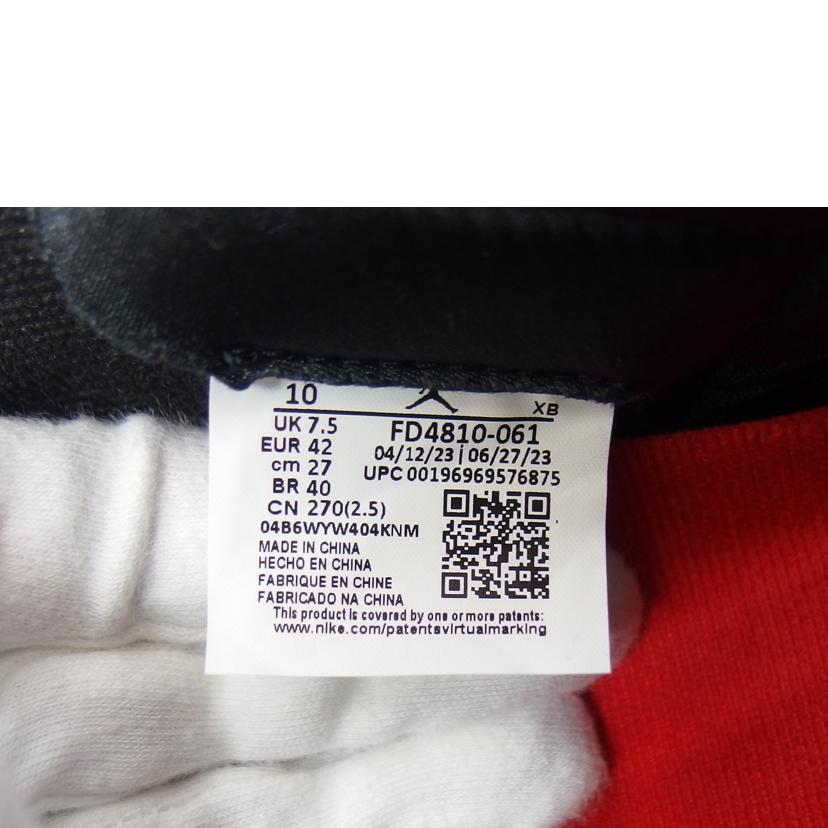 10
XB
UK 7.5
FD4810-061
EUR 42
04/12/23 | 06/27/23
cm 27
UPC 00196969576875
BR 40
CN 270(2.5)
04B6WYW404KNM
MADE IN CHINA
HECHO EN CHINA
FABRIQUE EN CHINE
FABRICADO NA CHINA
This product is covered by one or more patents:
www.nike.com/patentsvirtualmarking